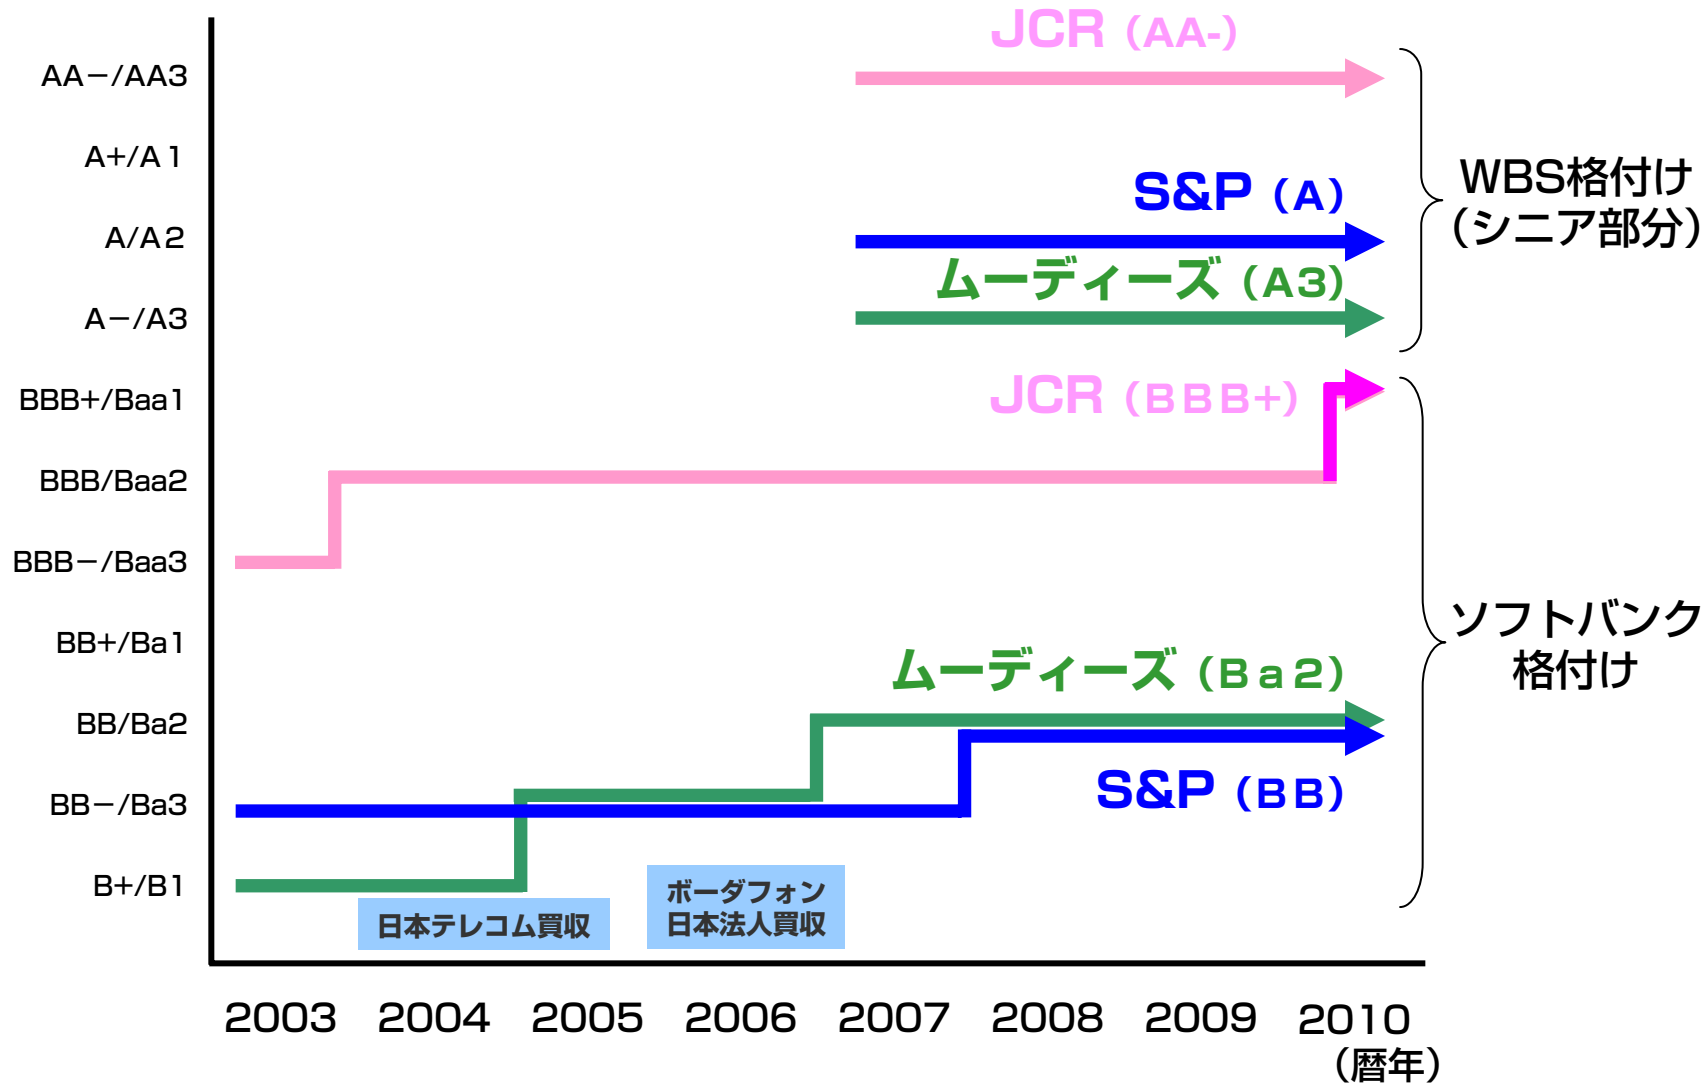 JCR（AA-）
AA－/AA3
A+/A1
S&P（A）
A/A2
ムーディーズ（A3）
A－/A3
WBS格付け
（シニア部分）
JCR（BBB+）
BBB+/Baa1
BBB/Baa2
BBB－/Baa3
BB+/Ba1
ムーディーズ（Ba2）
BB/Ba2
S&P（BB）
BB－/Ba3
B+/B1
ソフトバンク
格付け
日本テレコム買収
ボーダフォン
日本法人買収
2003 2004 2005 2006 2007 2008 2009 2010
（暦年）